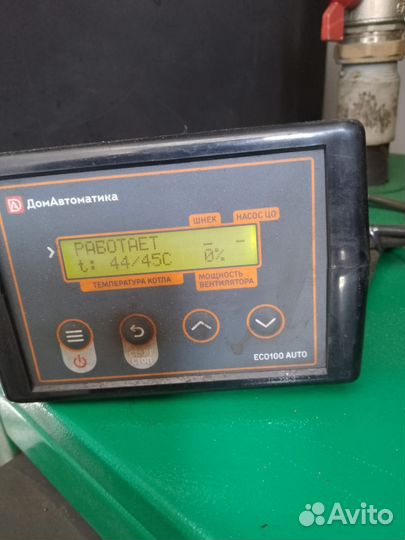 ДомАвтоматика
ШНЕК НАСОС ЦО
РАБОТАЕТ – –
t: 44/45C 0%
ТЕМПЕРАТУРА КОТЛА
МОЩНОСТЬ
ВЕНТИЛЯТОРА
СТОП
ECO100 AUTO
Avito